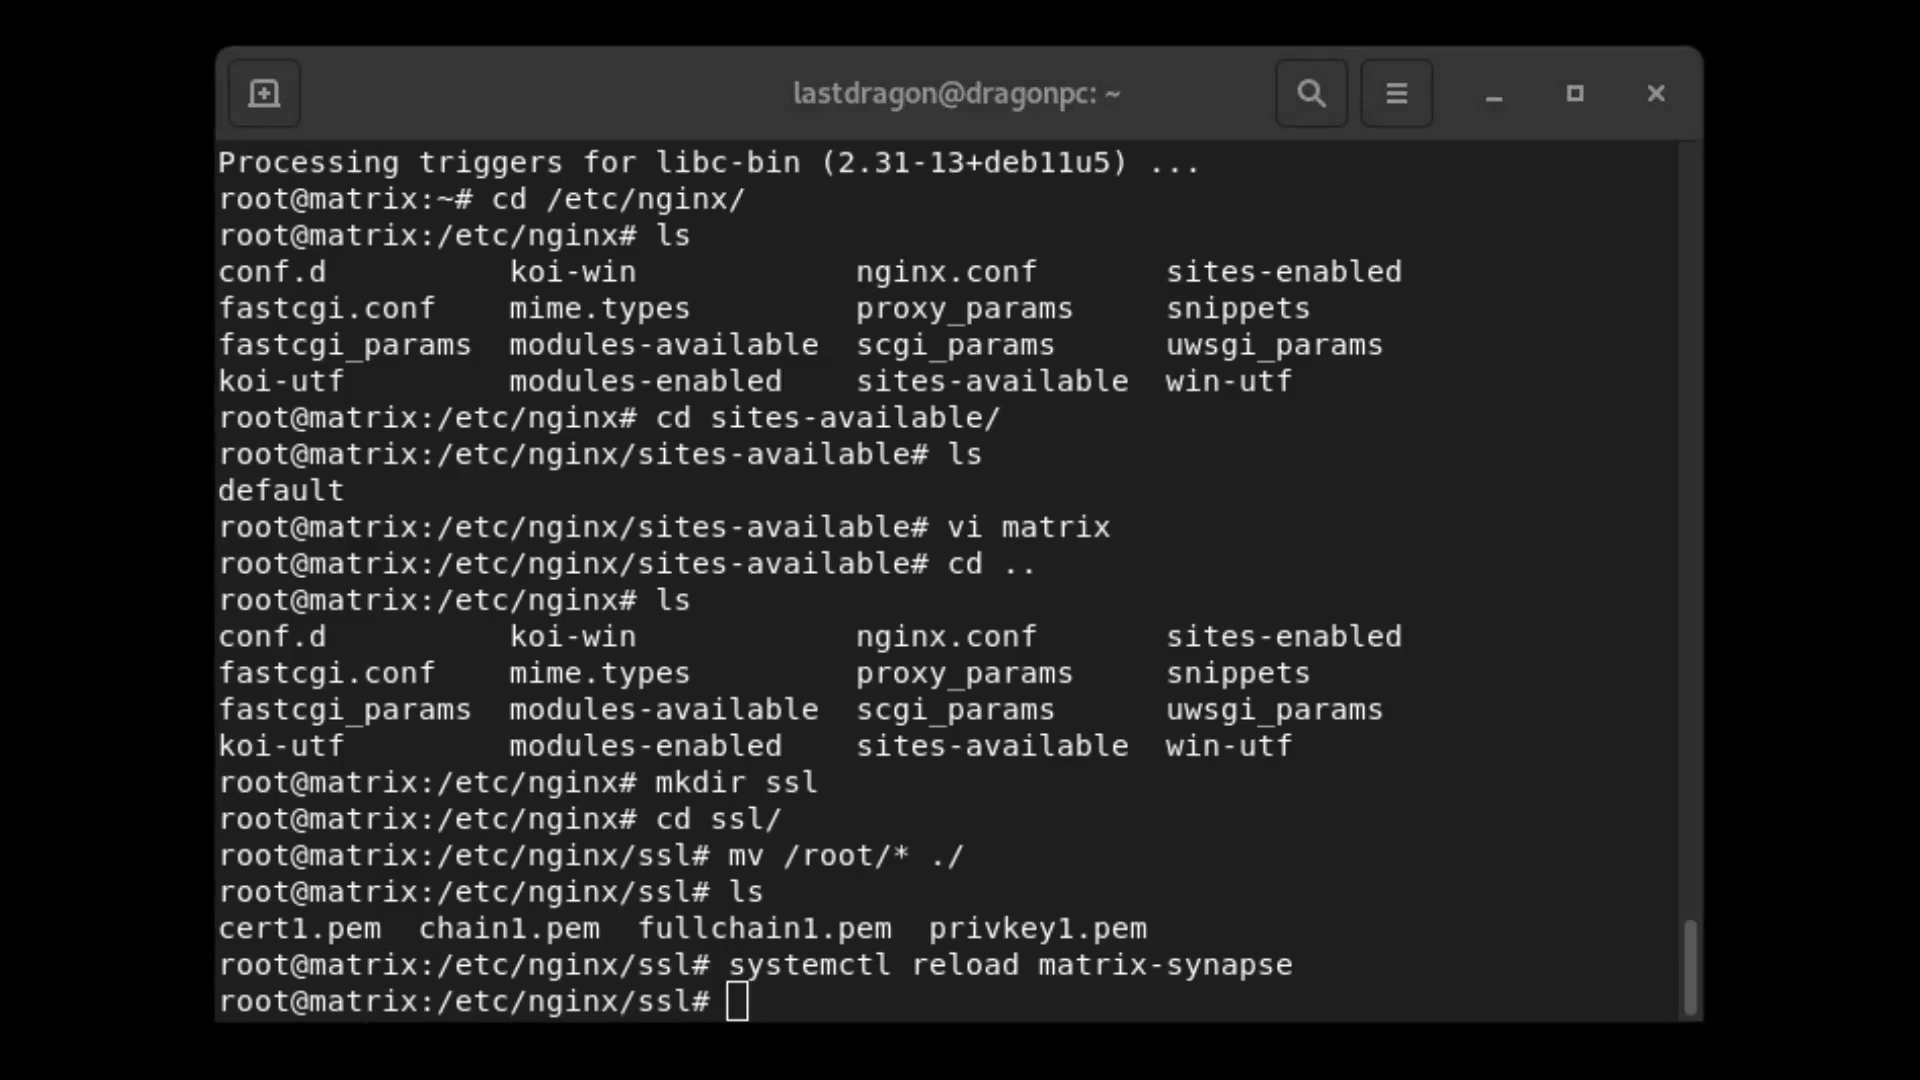 lastdragon@dragonpc: ~
Processing triggers for libc-bin (2.31-13+deb11u5) ...
root@matrix:~# cd /etc/nginx/
root@matrix:/etc/nginx# ls
conf.d koi-win nginx.conf sites-enabled
fastcgi.conf mime.types proxy_params snippets
fastcgi_params modules-available scgi_params uwsgi_params
koi-utf modules-enabled sites-available win-utf
root@matrix:/etc/nginx# cd sites-available/
root@matrix:/etc/nginx/sites-available# ls
default
root@matrix:/etc/nginx/sites-available# vi matrix
root@matrix:/etc/nginx/sites-available# cd ..
root@matrix:/etc/nginx# ls
conf.d koi-win nginx.conf sites-enabled
fastcgi.conf mime.types proxy_params snippets
fastcgi_params modules-available scgi_params uwsgi_params
koi-utf modules-enabled sites-available win-utf
root@matrix:/etc/nginx# mkdir ssl
root@matrix:/etc/nginx# cd ssl/
root@matrix:/etc/nginx/ssl# mv /root/* ./
root@matrix:/etc/nginx/ssl# ls
cert1.pem chain1.pem fullchain1.pem privkey1.pem
root@matrix:/etc/nginx/ssl# systemctl reload matrix-synapse
root@matrix:/etc/nginx/ssl#